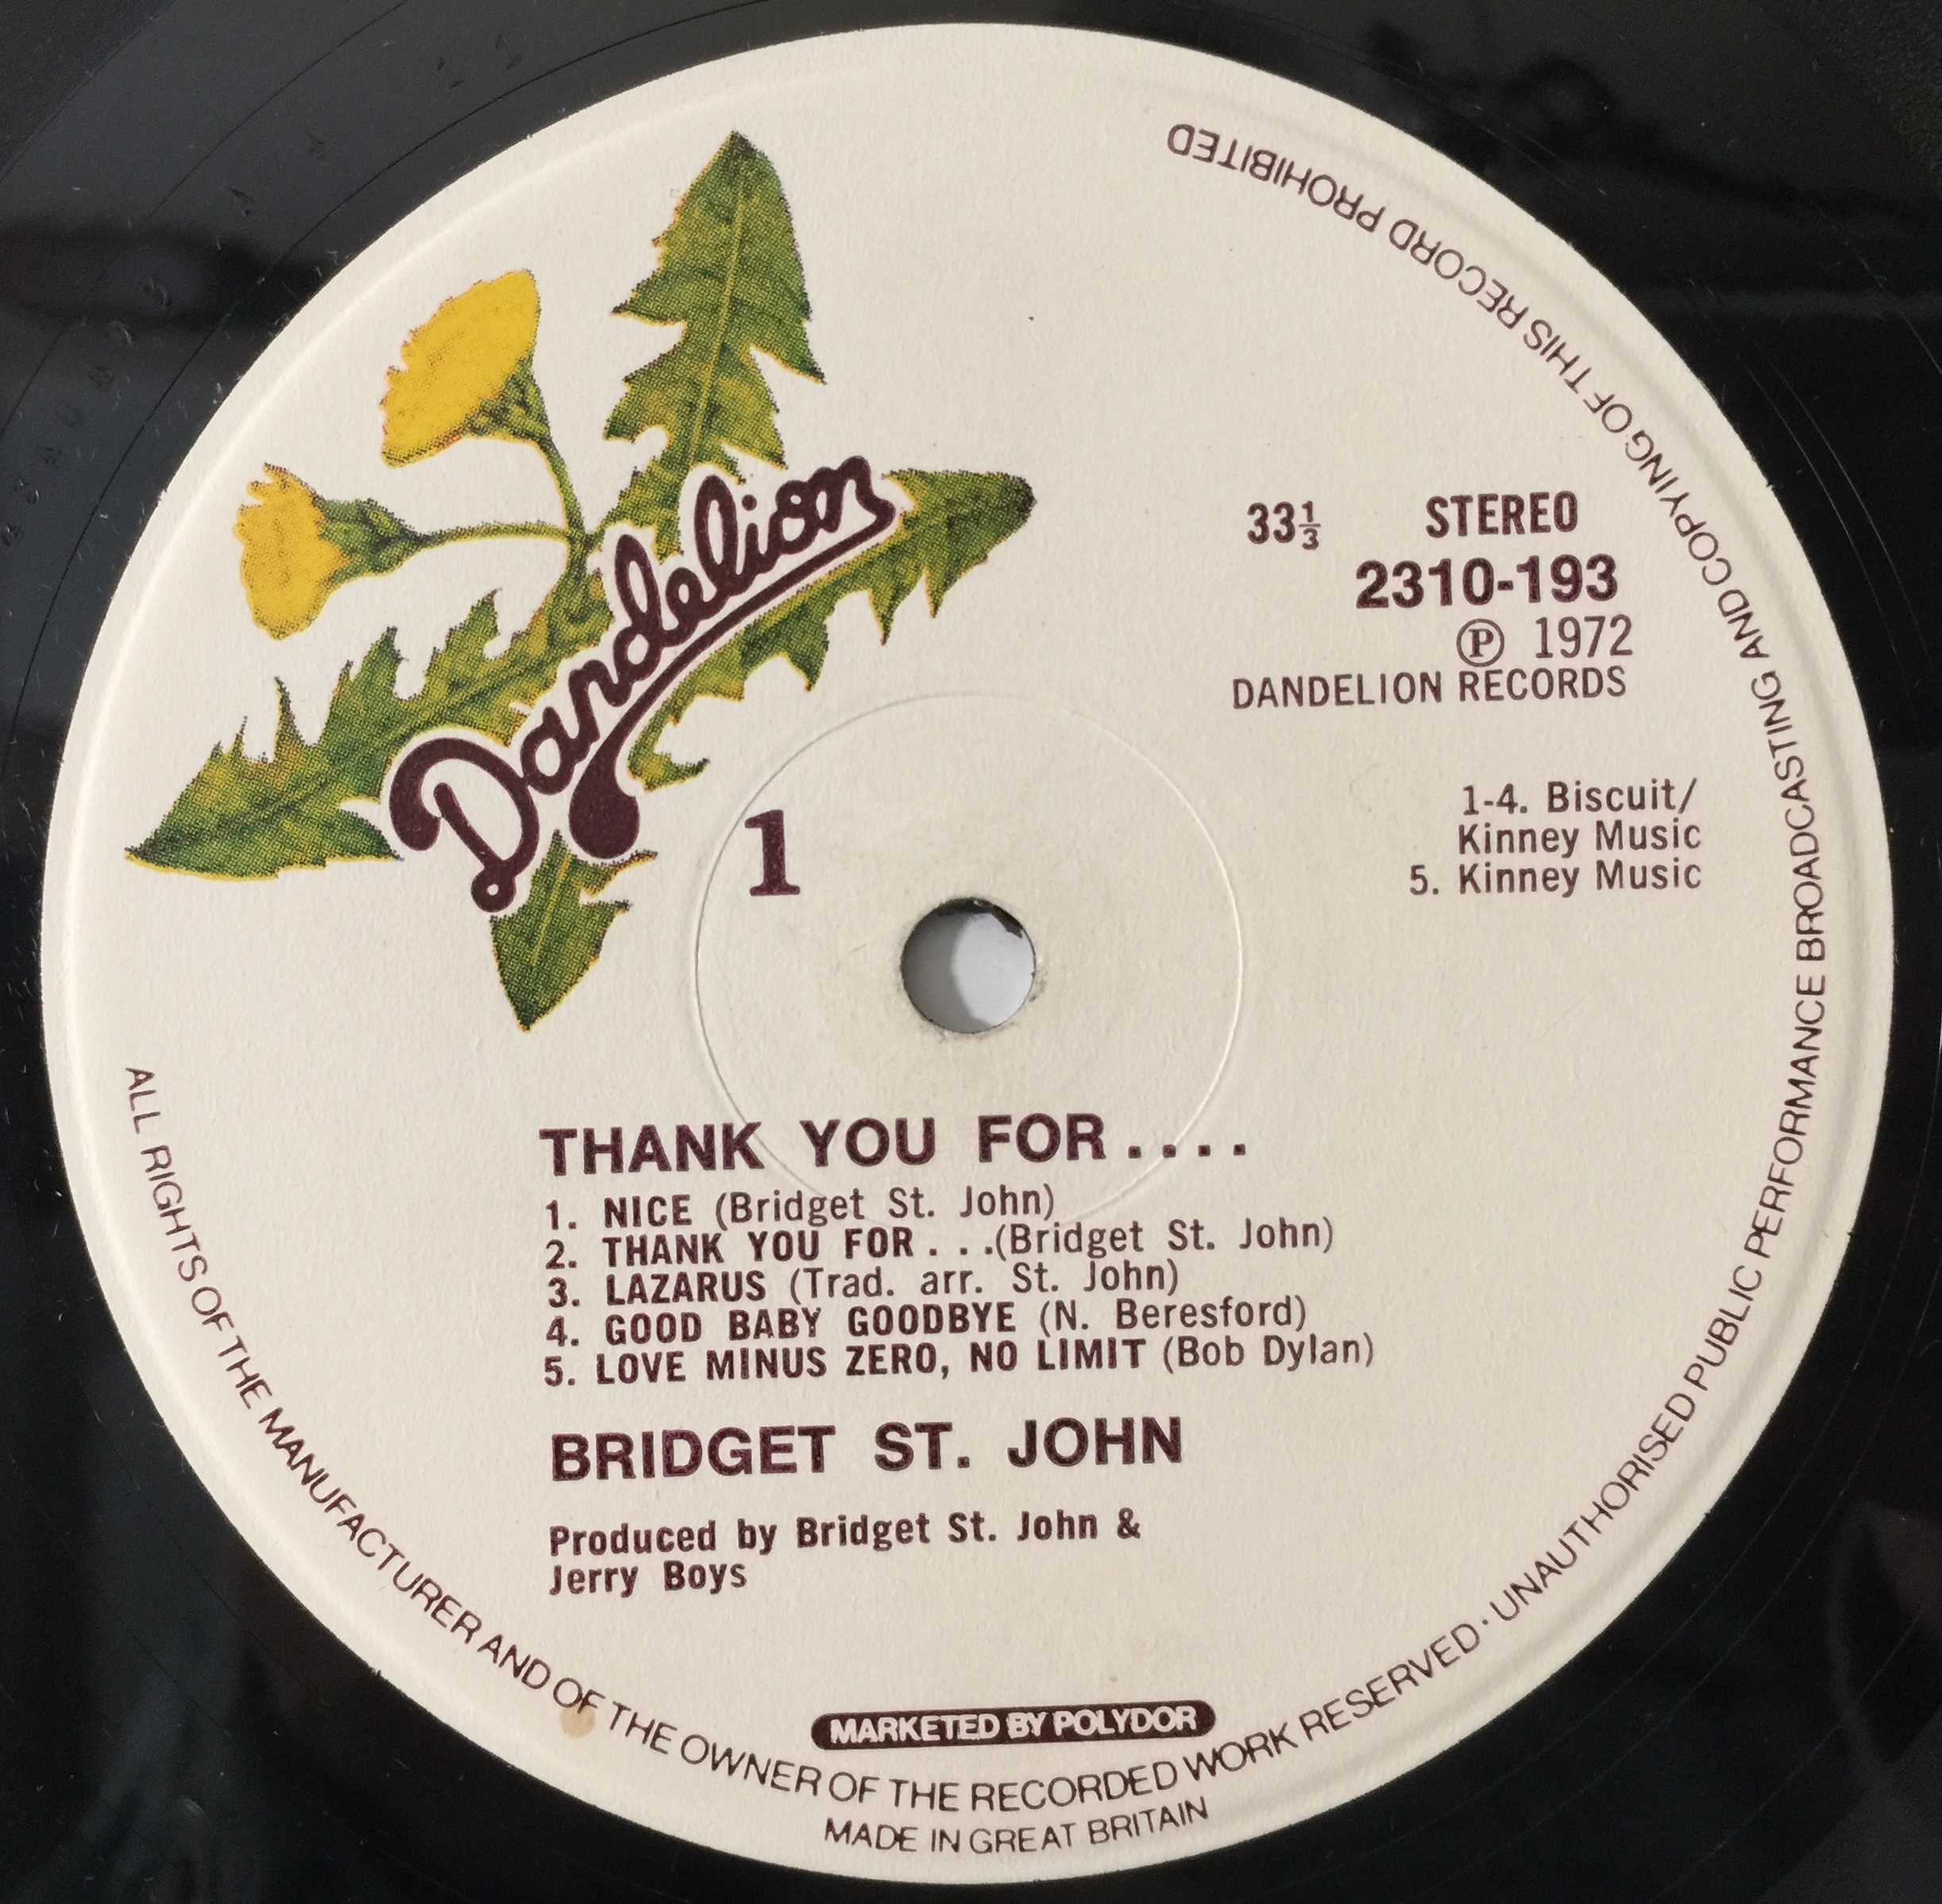 Dandelion
1
33⅓ STEREO
2310-193
Ⓟ 1972
DANDELION RECORDS
1-4. Biscuit/
Kinney Music
5. Kinney Music
THANK YOU FOR....
1. NICE (Bridget St. John)
2. THANK YOU FOR...(Bridget St. John)
3. LAZARUS (Trad. arr. St. John)
4. GOOD BABY GOODBYE (N. Beresford)
5. LOVE MINUS ZERO, NO LIMIT (Bob Dylan)
BRIDGET ST. JOHN
Produced by Bridget St. John &
Jerry Boys
MARKETED BY POLYDOR
ALL RIGHTS OF THE MANUFACTURER AND OF THE OWNER OF THE RECORDED WORK RESERVED · UNAUTHORISED PUBLIC PERFORMANCE BROADCASTING AND COPYING OF THIS RECORD PROHIBITED
MADE IN GREAT BRITAIN